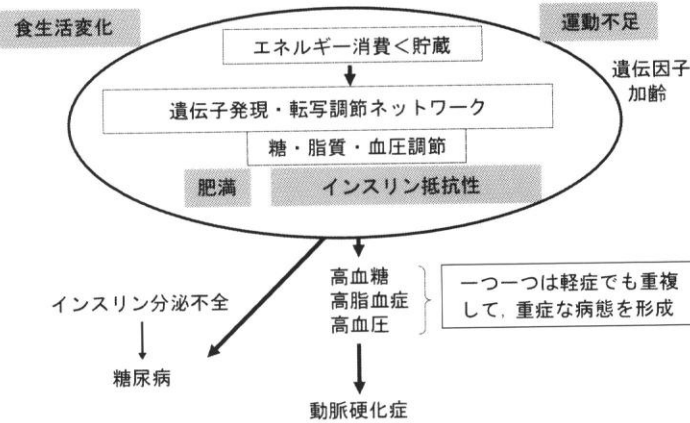 食生活変化
運動不足
エネルギー消費<貯蔵
遺伝因子
加齢
遺伝子発現・転写調節ネットワーク
糖・脂質・血圧調節
肥満
インスリン抵抗性
高血糖
高脂血症
高血圧
一つ一つは軽症でも重複
して，重症な病態を形成
インスリン分泌不全
糖尿病
動脈硬化症